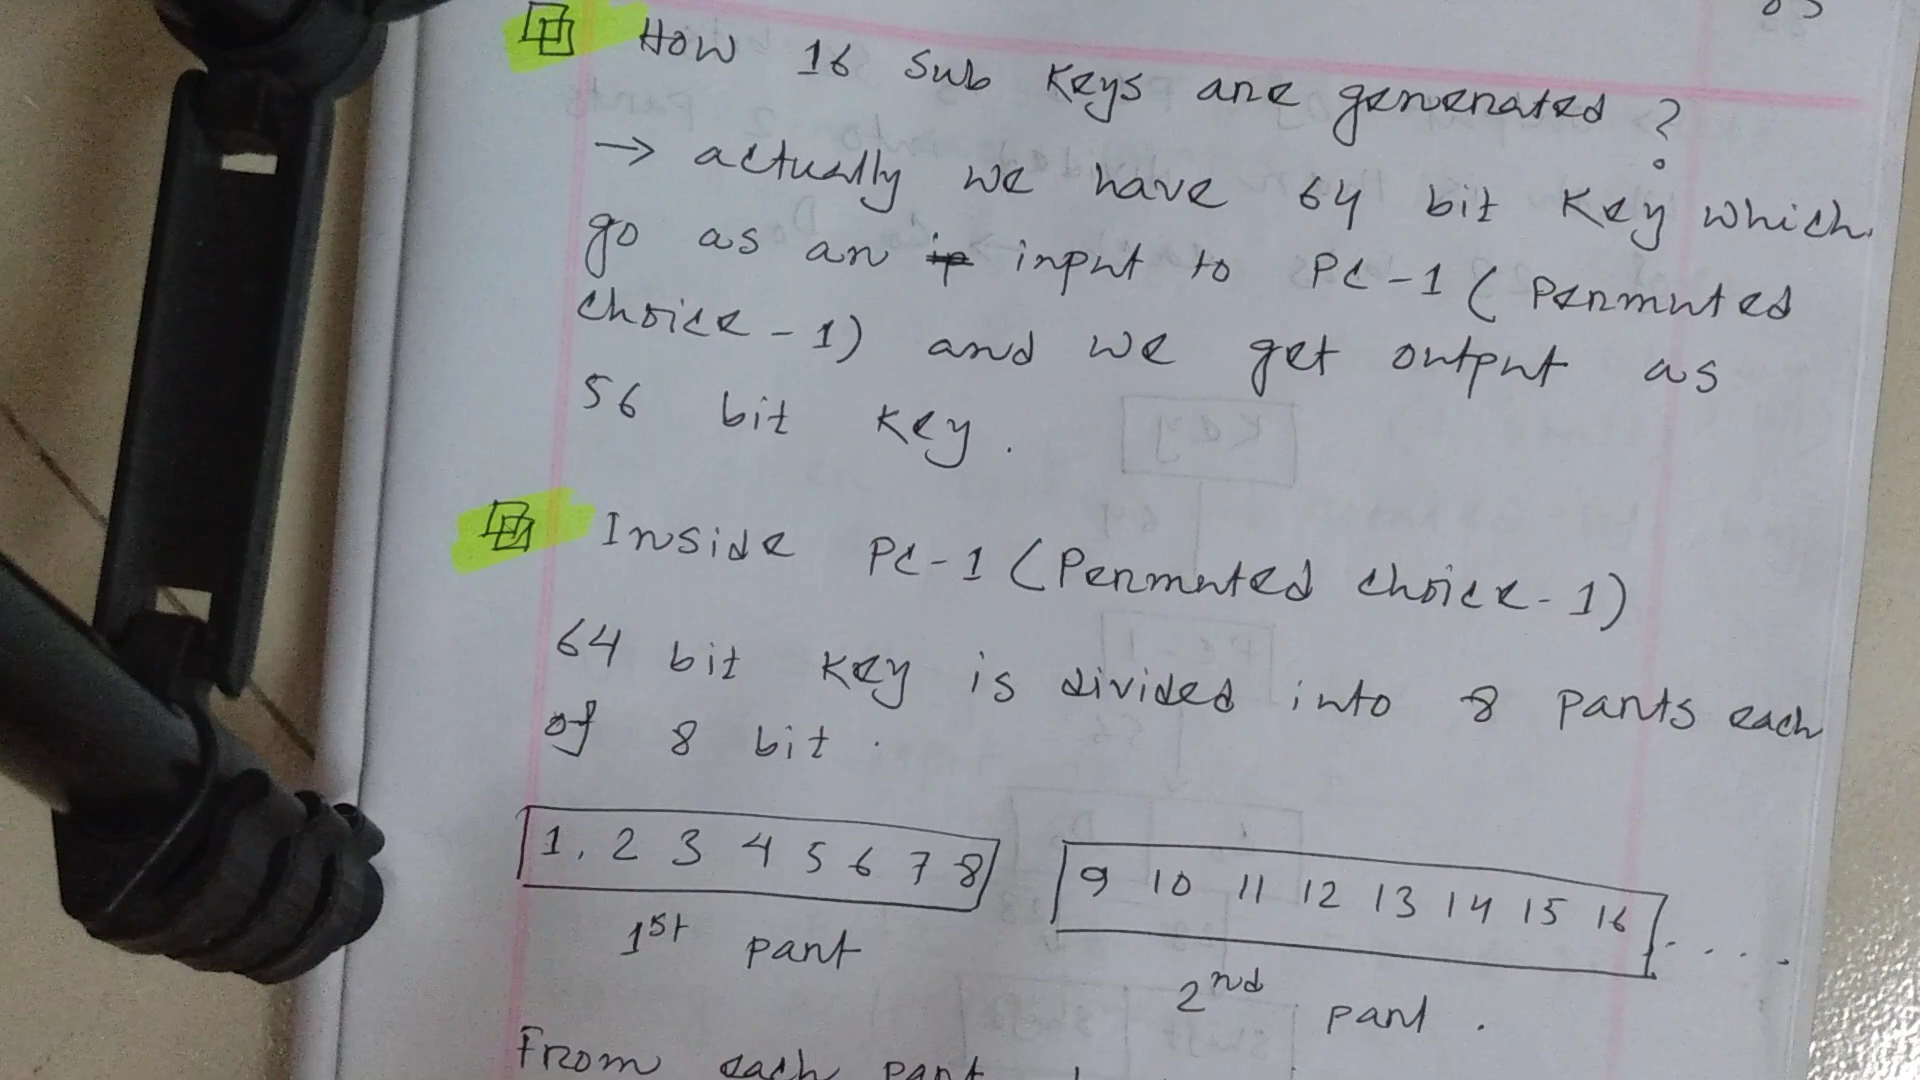 How 16 sub keys are generated ?
→ actually we have 64 bit key which
go as an input to PC-1 ( Permuted
choice - 1) and we get output as
56 bit key.
Inside PC-1 (Permuted choice - 1)
64 bit key is divided into 8 parts each
of 8 bit.
1, 2 3 4 5 6 7 8 9 10 11 12 13 14 15 16 . . . .
1st part 2nd part.
From each part